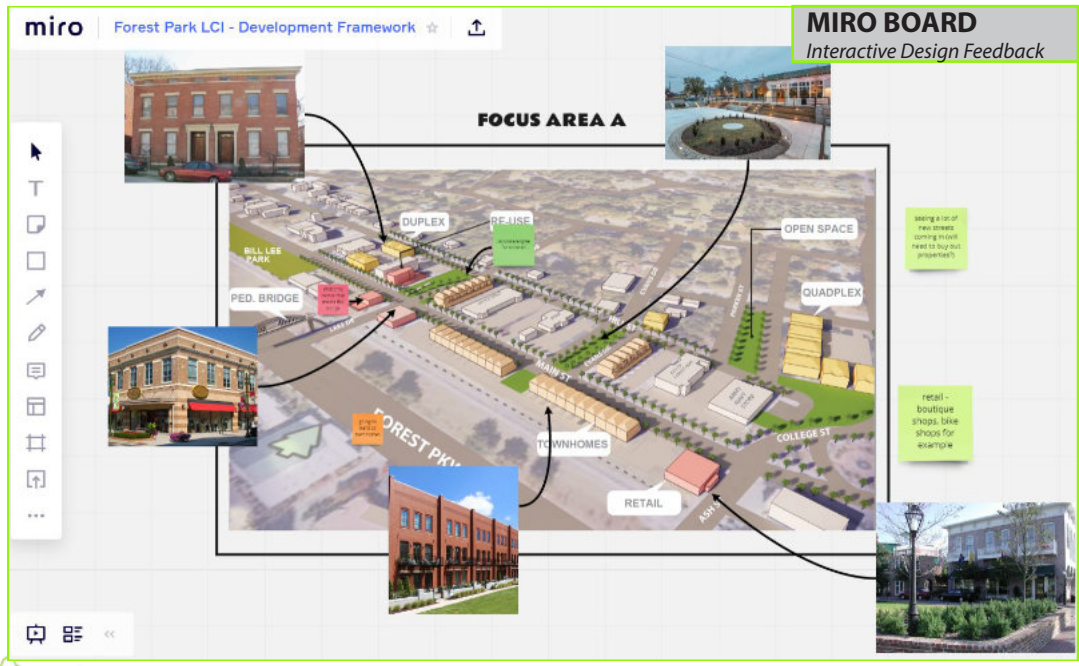 miro
Forest Park LCI - Development Framework
MIRO BOARD
Interactive Design Feedback
FOCUS AREA A
DUPLEX
RE-USE
BILL LEE
PARK
OPEN SPACE
PED. BRIDGE
QUADPLEX
MAIN ST
FOREST PKW
TOWNHOMES
COLLEGE ST
RETAIL
ASH S
seeing a lot of
new streets
coming in (will
need to buy out
properties?)
retail -
boutique
shops, bike
shops for
example
T